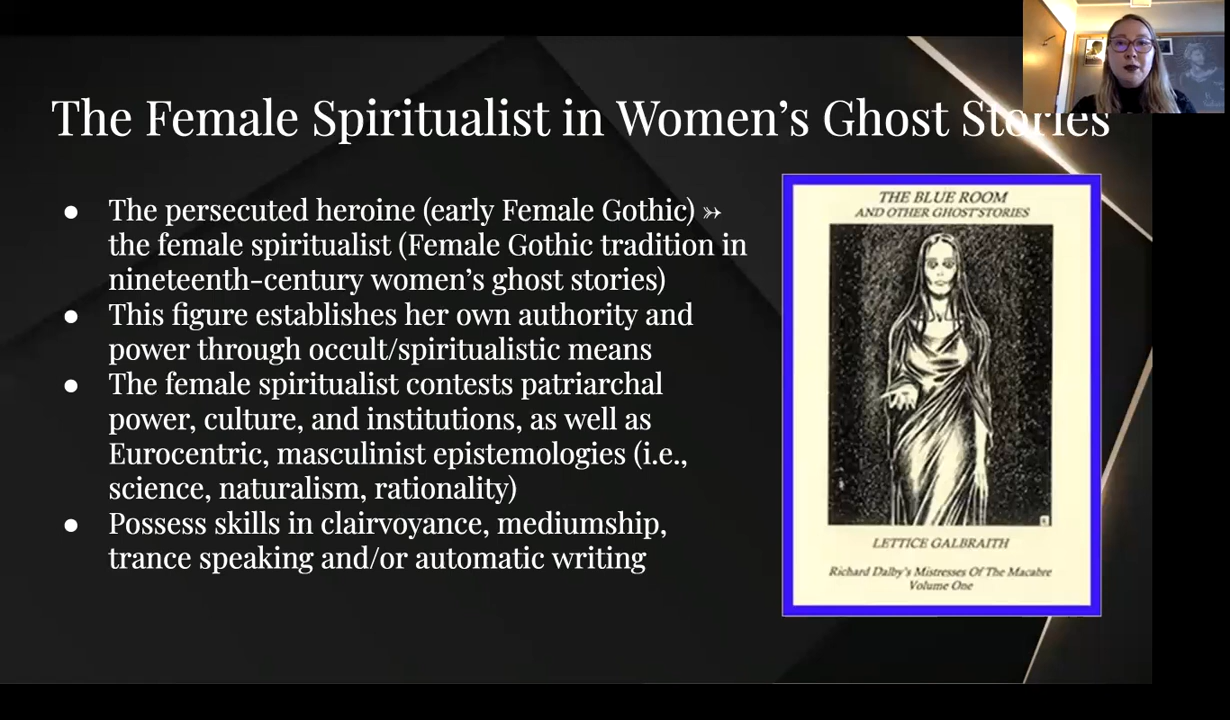 The Female Spiritualist in Women's Ghost Stories
● The persecuted heroine (early Female Gothic) ↣
the female spiritualist (Female Gothic tradition in
nineteenth-century women's ghost stories)
● This figure establishes her own authority and
power through occult/spiritualistic means
● The female spiritualist contests patriarchal
power, culture, and institutions, as well as
Eurocentric, masculinist epistemologies (i.e.,
science, naturalism, rationality)
● Possess skills in clairvoyance, mediumship,
trance speaking and/or automatic writing
THE BLUE ROOM
AND OTHER GHOST STORIES
LETTICE GALBRAITH
Richard Dalby's Mistresses Of The Macabre
Volume One